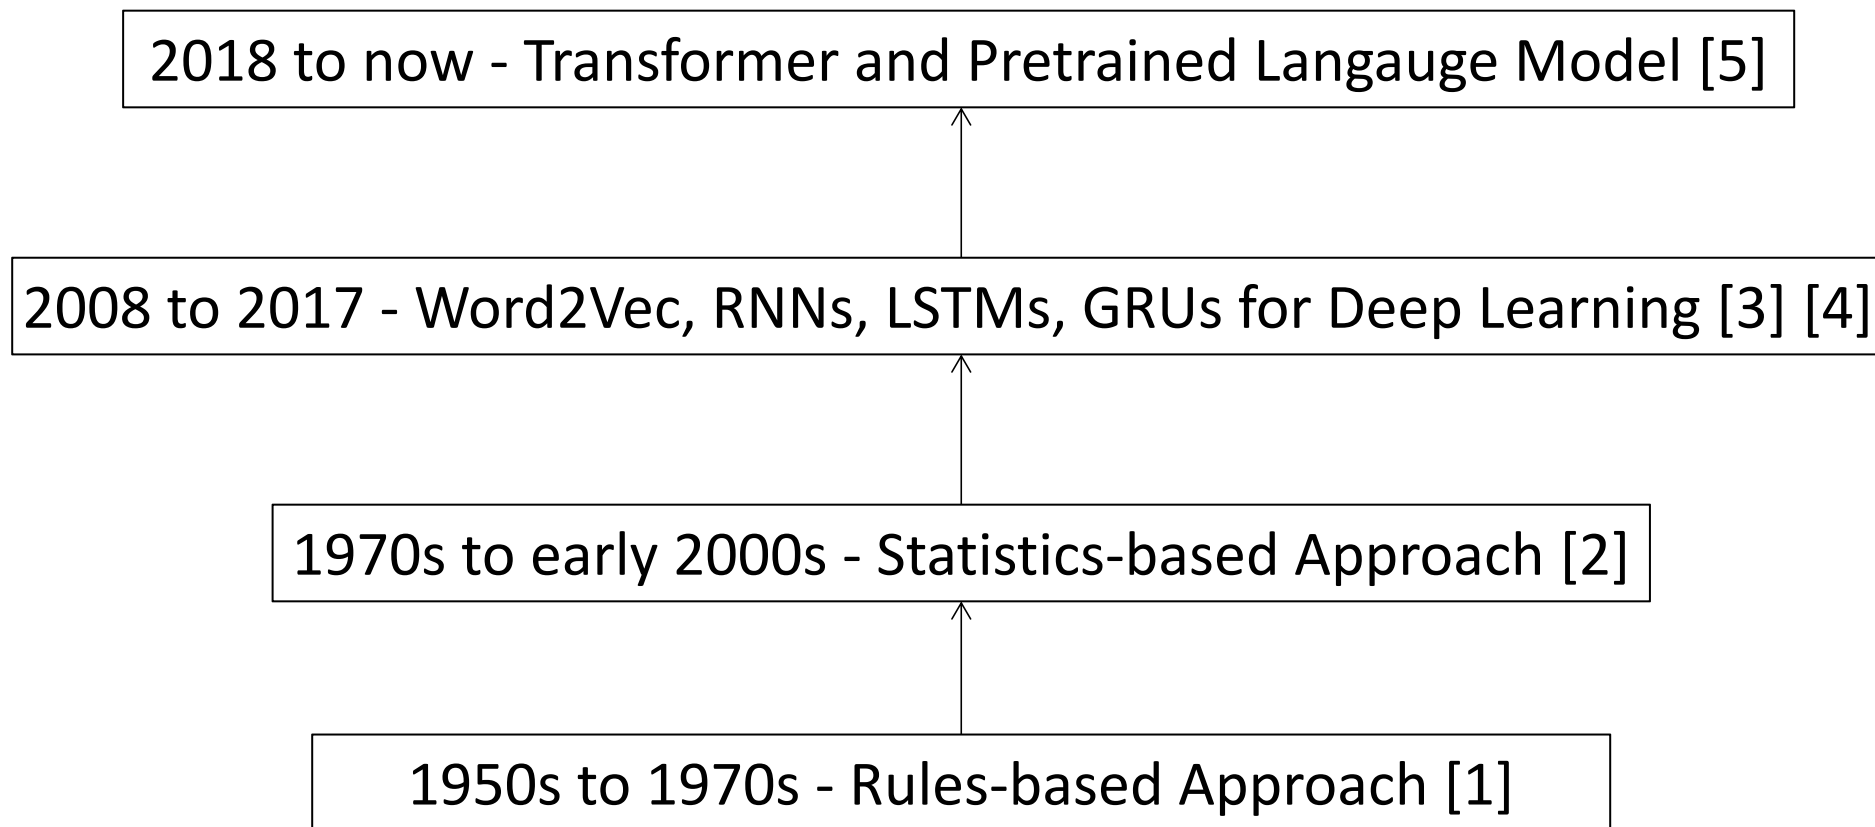 2018 to now - Transformer and Pretrained Langauge Model [5]
2008 to 2017 - Word2Vec, RNNs, LSTMs, GRUs for Deep Learning [3] [4]
1970s to early 2000s - Statistics-based Approach [2]
1950s to 1970s - Rules-based Approach [1]